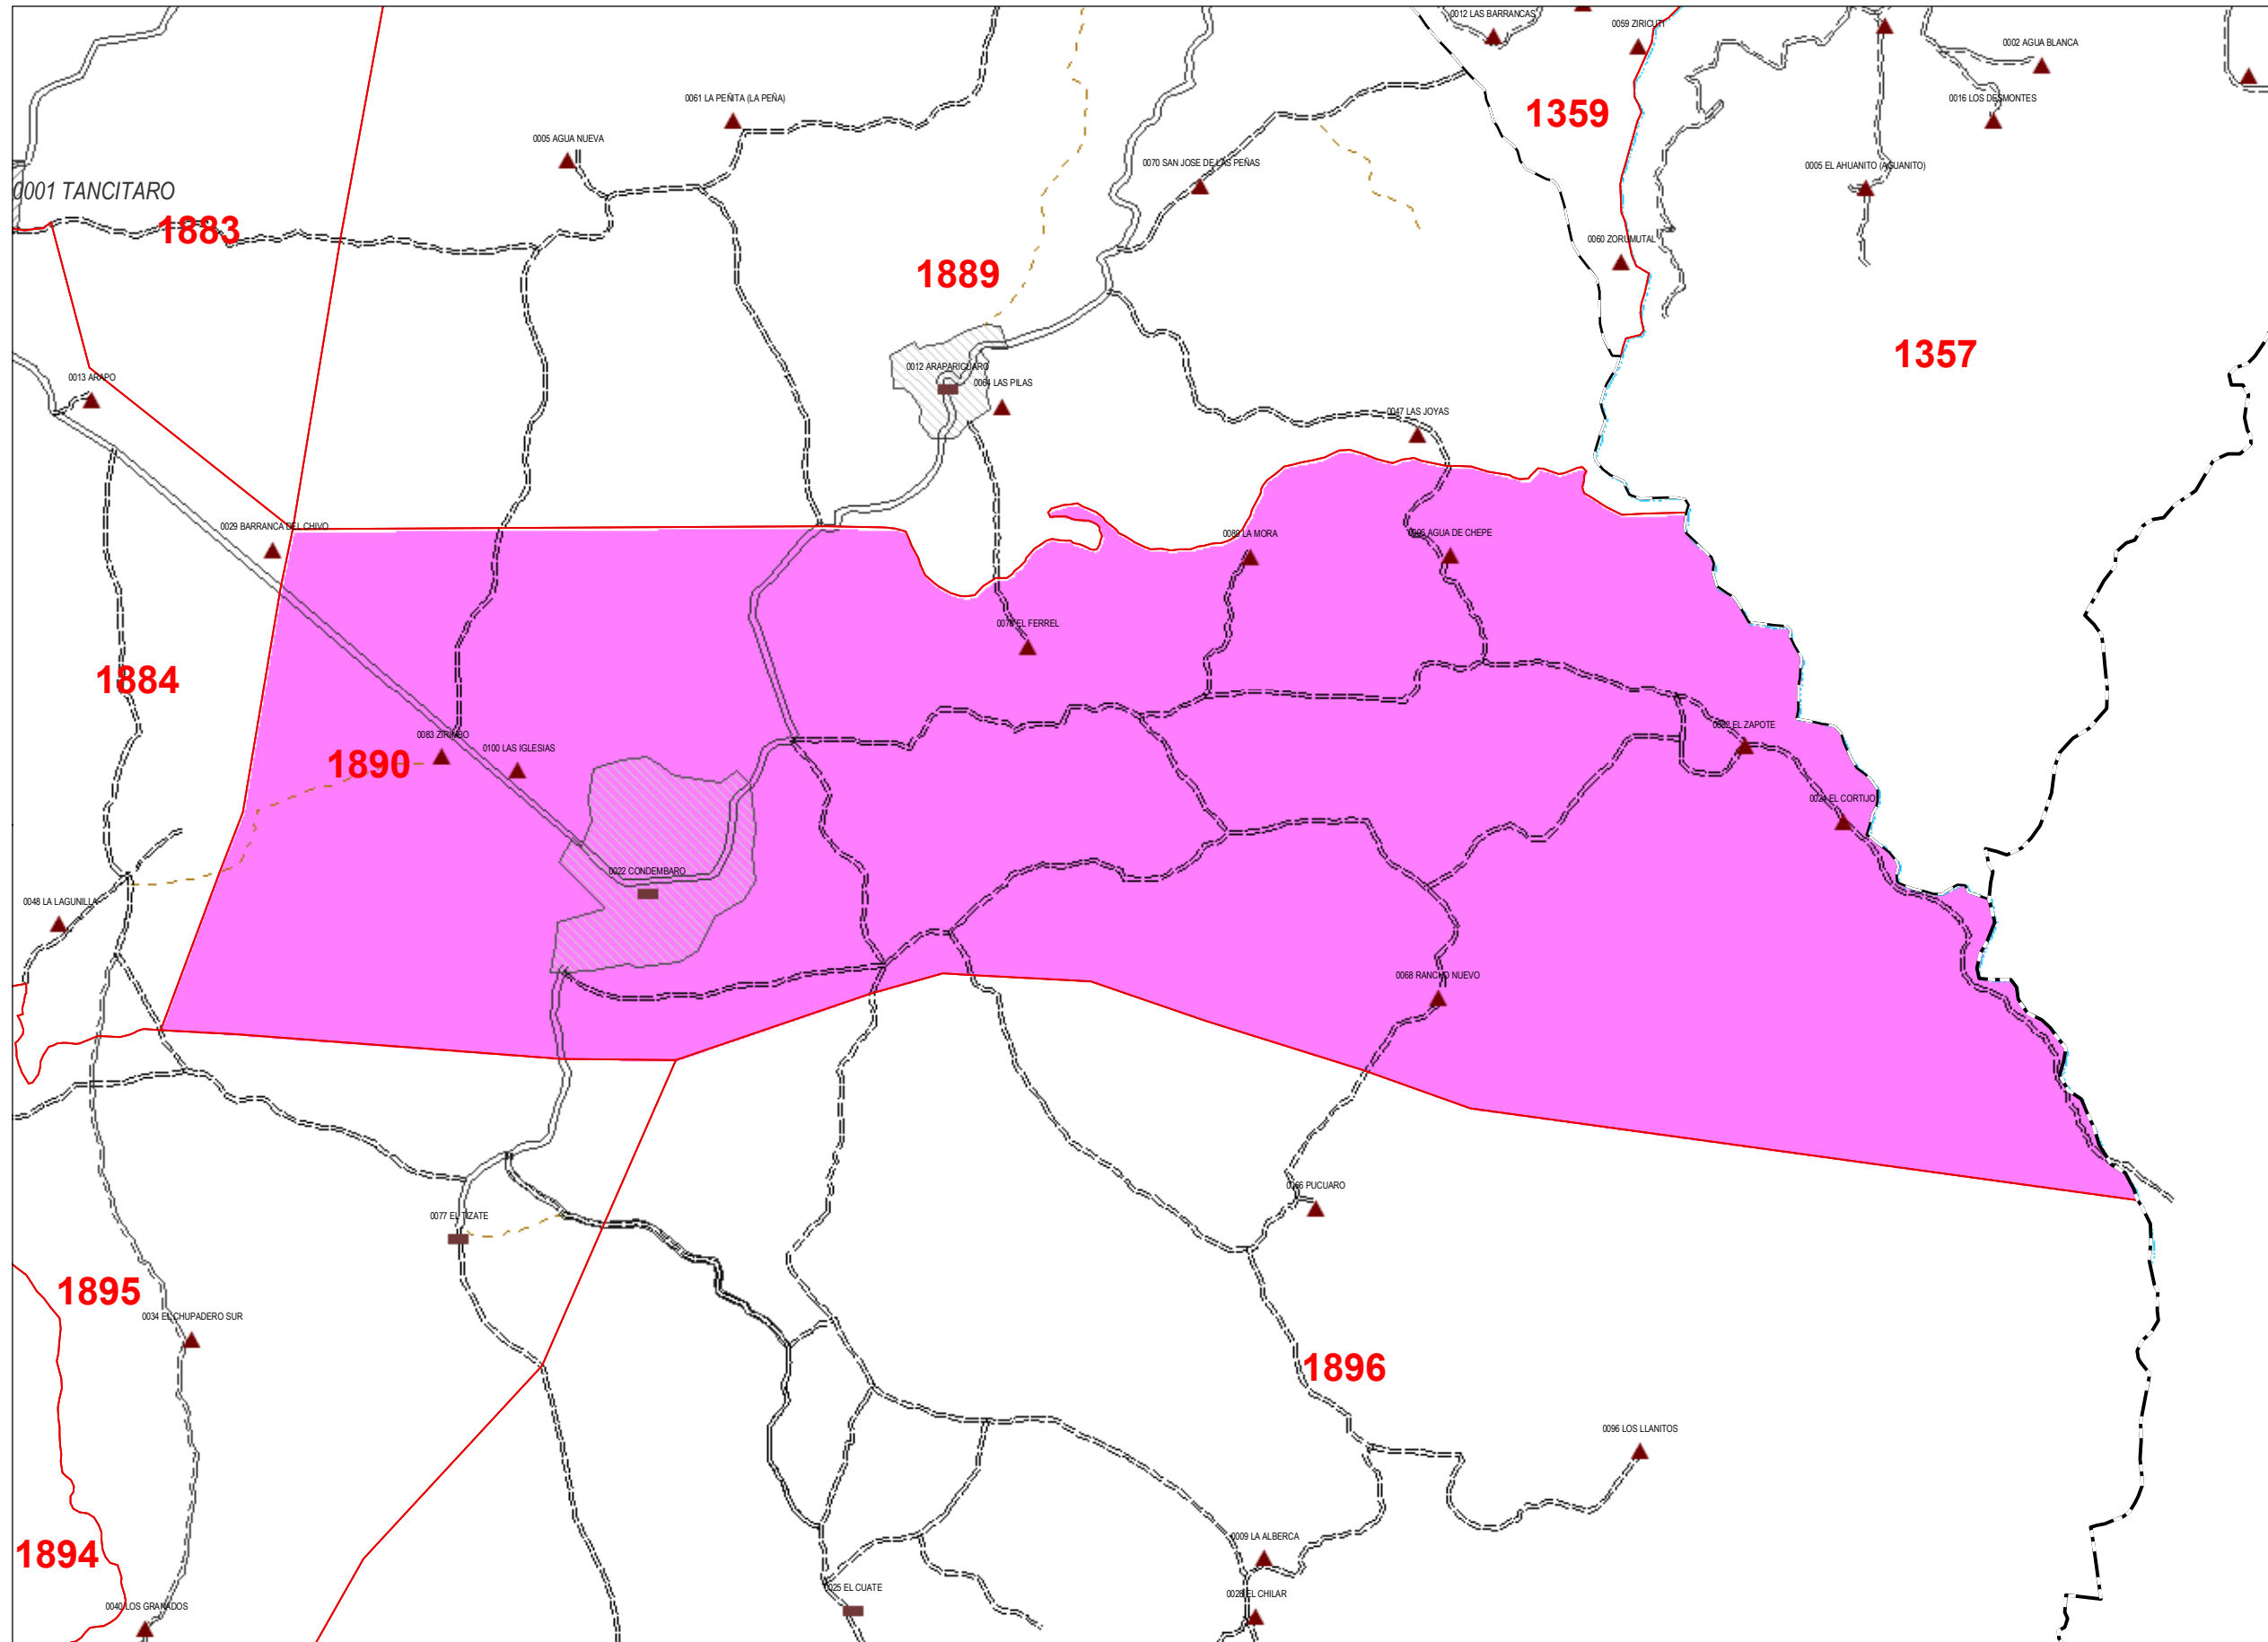 0012 LAS BARRANCAS
0059 ZIRICUTI
0002 AGUA BLANCA
0061 LA PEÑITA (LA PEÑA)
0016 LOS DESMONTES
1359
0005 AGUA NUEVA
0070 SAN JOSE DE LAS PEÑAS
0005 EL AHUANITO (AGUANITO)
0001 TANCITARO
1883
0060 ZORUMUTAL
1889
1357
0012 ARAPARICUARO
0013 ARAPO
0064 LAS PILAS
0047 LAS JOYAS
0029 BARRANCA DEL CHIVO
LA MORA
AGUA DE CHEPE
EL FERREL
1884
EL ZAPOTE
0083 ZIRIMBO
0100 LAS IGLESIAS
1890
0024 EL CORTIJO
0022 CONDEMBARO
0048 LA LAGUNILLA
0068 RANCHO NUEVO
0066 PUCUARO
0077 EL TIZATE
1895
0034 EL CHUPADERO SUR
1896
0096 LOS LLANITOS
0009 LA ALBERCA
1894
0025 EL CUATE
0028 EL CHILAR
0040 LOS GRANADOS